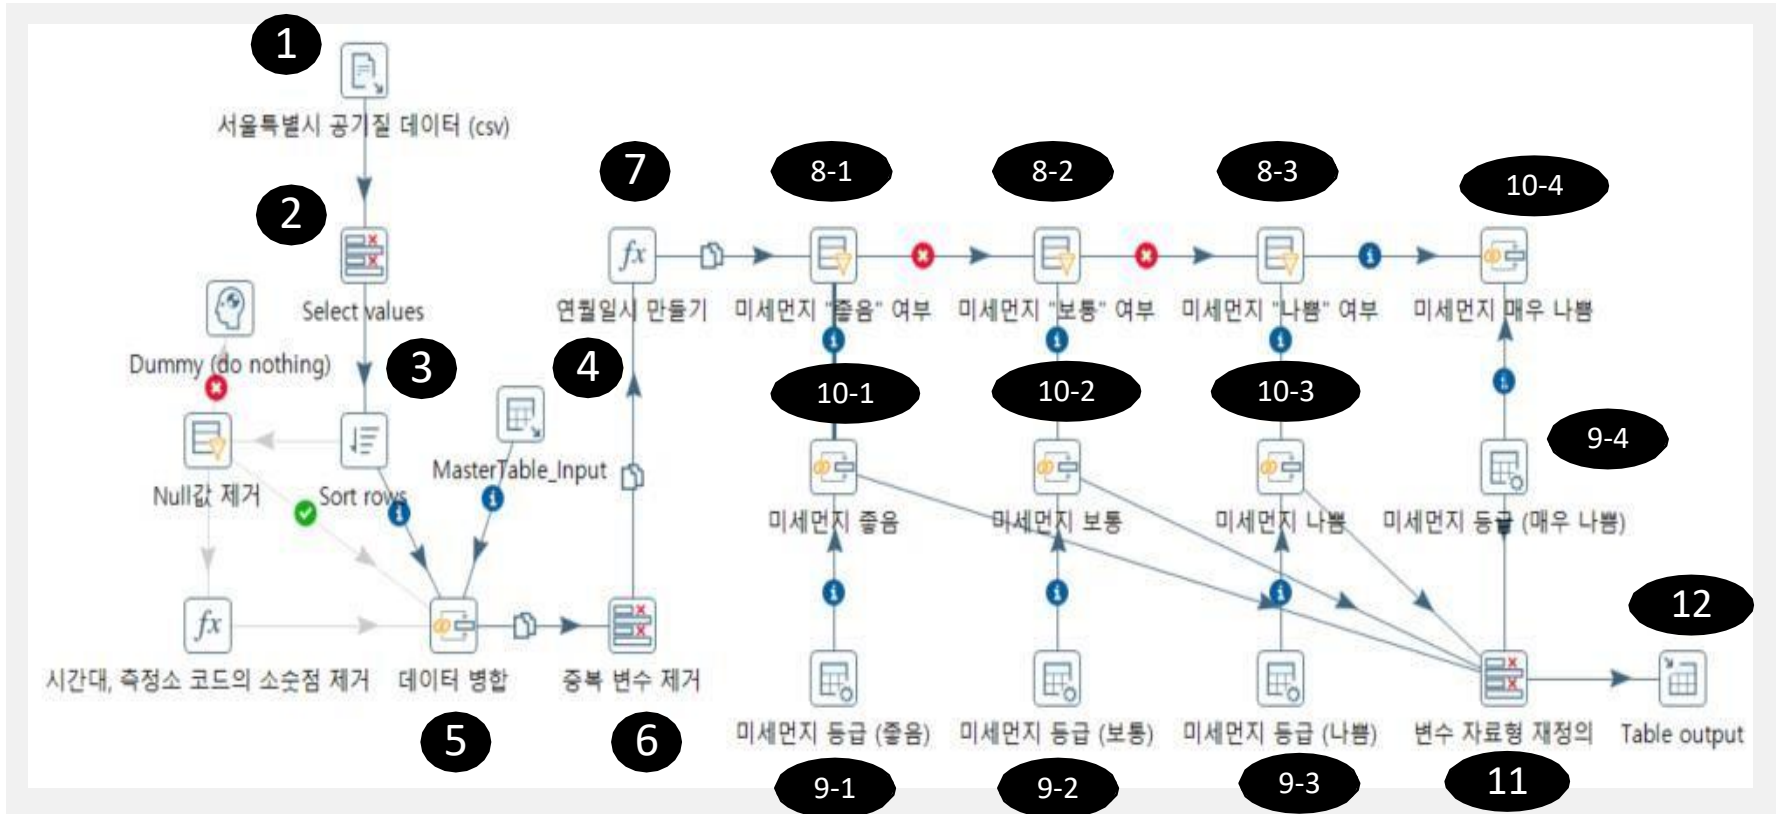 1
서울특별시 공기질 데이터 (csv)
2
Select values
Dummy (do nothing)
3
4
Null값 제거
Sort rows
MasterTable_Input
시간대, 측정소 코드의 소숫점 제거
데이터 병합
중복 변수 제거
5
6
7
8-1
8-2
8-3
10-4
fx
연월일시 만들기
미세먼지 "좋음" 여부
미세먼지 "보통" 여부
미세먼지 "나쁨" 여부
미세먼지 매우 나쁨
10-1
10-2
10-3
9-4
미세먼지 좋음
미세먼지 보통
미세먼지 나쁨
미세먼지 등급 (매우 나쁨)
12
fx
미세먼지 등급 (좋음)
미세먼지 등급 (보통)
미세먼지 등급 (나쁨)
변수 자료형 재정의
Table output
9-1
9-2
9-3
11